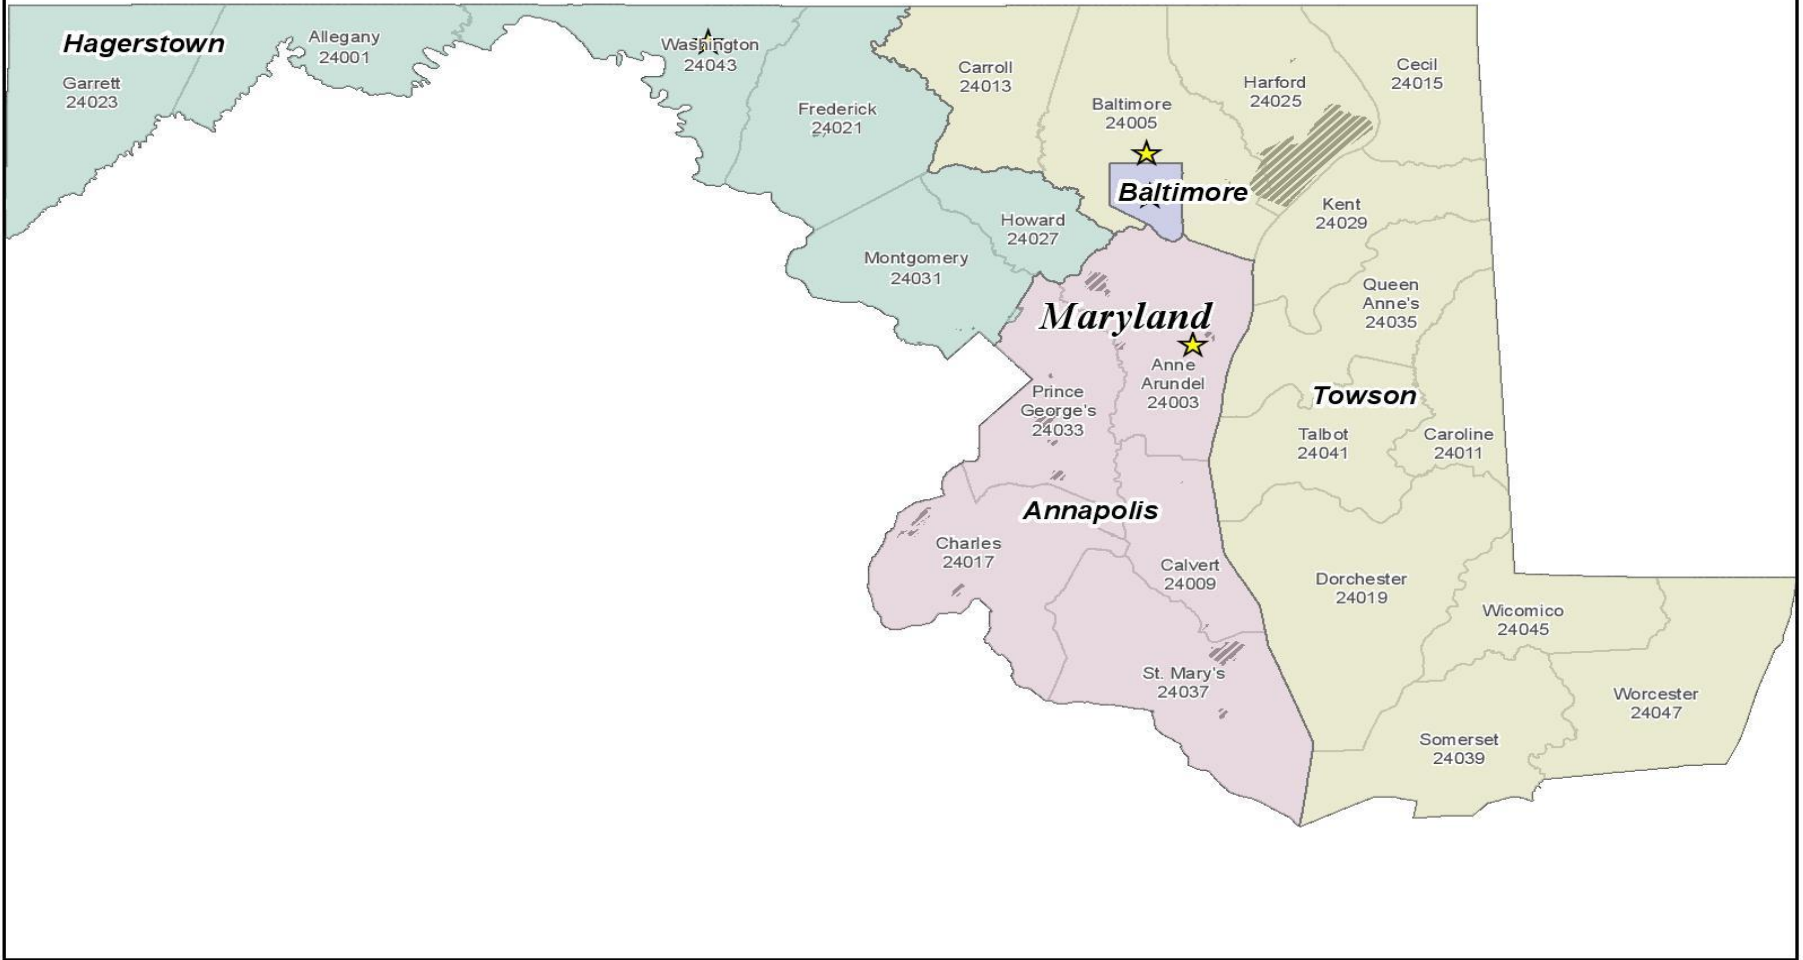 Hagerstown
Garrett
24023
Allegany
24001
Washington
24043
Frederick
24021
Carroll
24013
Baltimore
24005
Harford
24025
Cecil
24015
Baltimore
Kent
24029
Howard
24027
Montgomery
24031
Queen
Anne's
24035
Maryland
Anne
Arundel
24003
Prince
George's
24033
Towson
Talbot
24041
Caroline
24011
Annapolis
Charles
24017
Calvert
24009
Dorchester
24019
Wicomico
24045
St. Mary's
24037
Worcester
24047
Somerset
24039